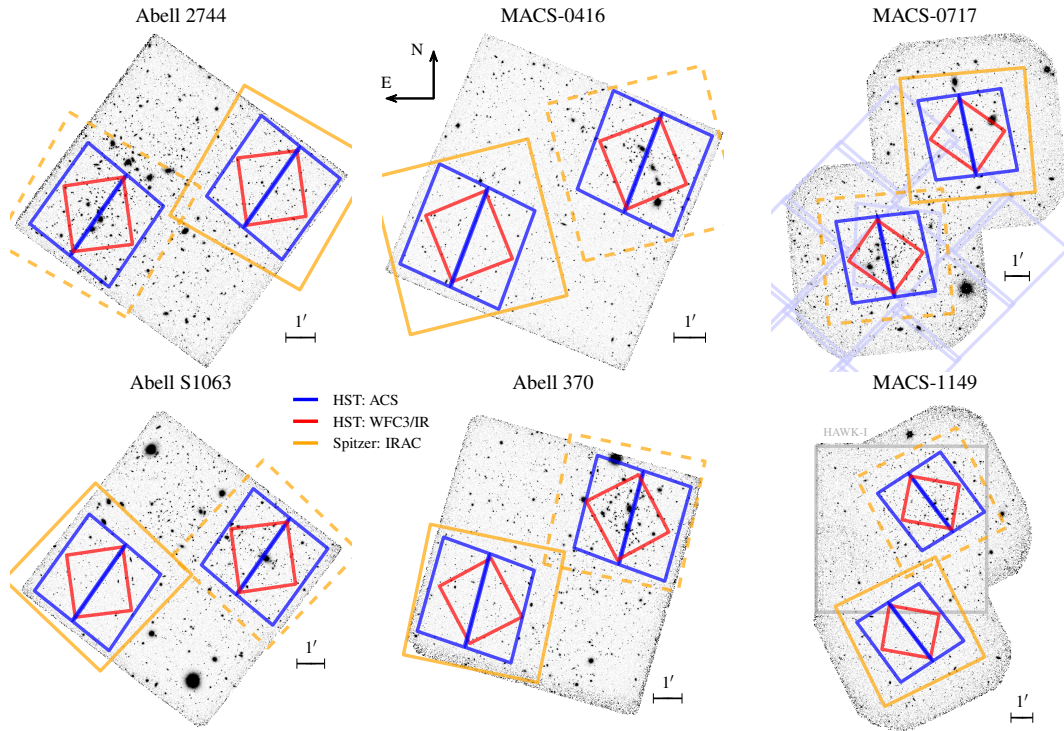 Abell 2744
MACS-0416
MACS-0717
N
E
1′
1′
1′
Abell S1063
Abell 370
MACS-1149
HST: ACS
HST: WFC3/IR
Spitzer: IRAC
HAWK-I
1′
1′
1′